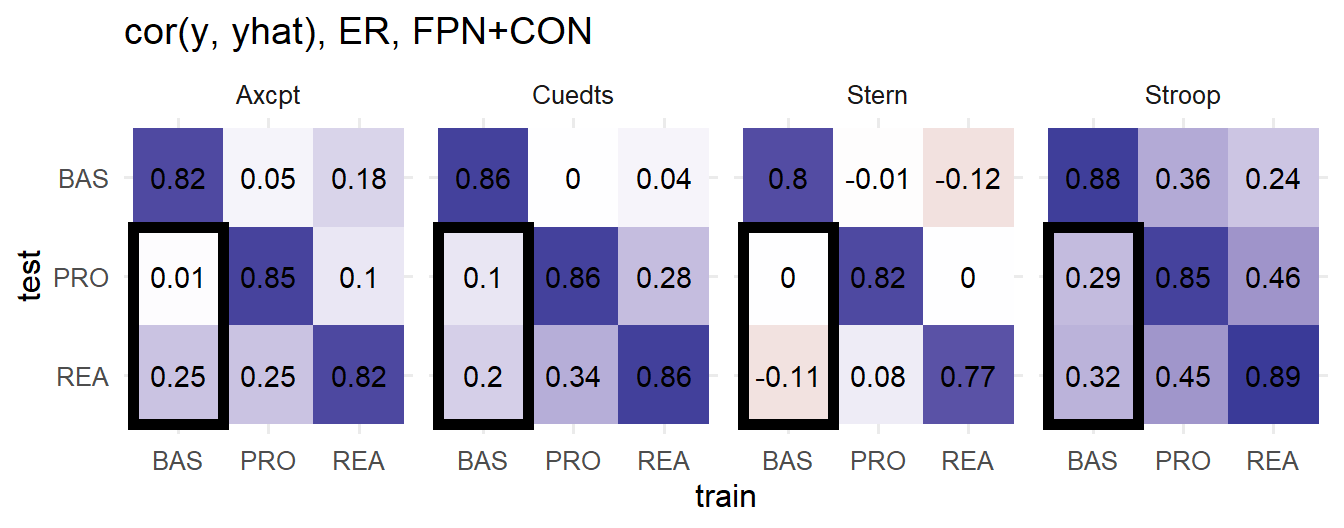 cor(y, yhat), ER, FPN+CON
Axcpt Cuedts Stern Stroop
BAS 0.82 0.05 0.18 0.86 0 0.04 0.8 -0.01 -0.12 0.88 0.36 0.24
test
PRO 0.01 0.85 0.1 0.1 0.86 0.28 0 0.82 0 0.29 0.85 0.46
REA 0.25 0.25 0.82 0.2 0.34 0.86 -0.11 0.08 0.77 0.32 0.45 0.89
BAS PRO REA BAS PRO REA BAS PRO REA BAS PRO REA
train